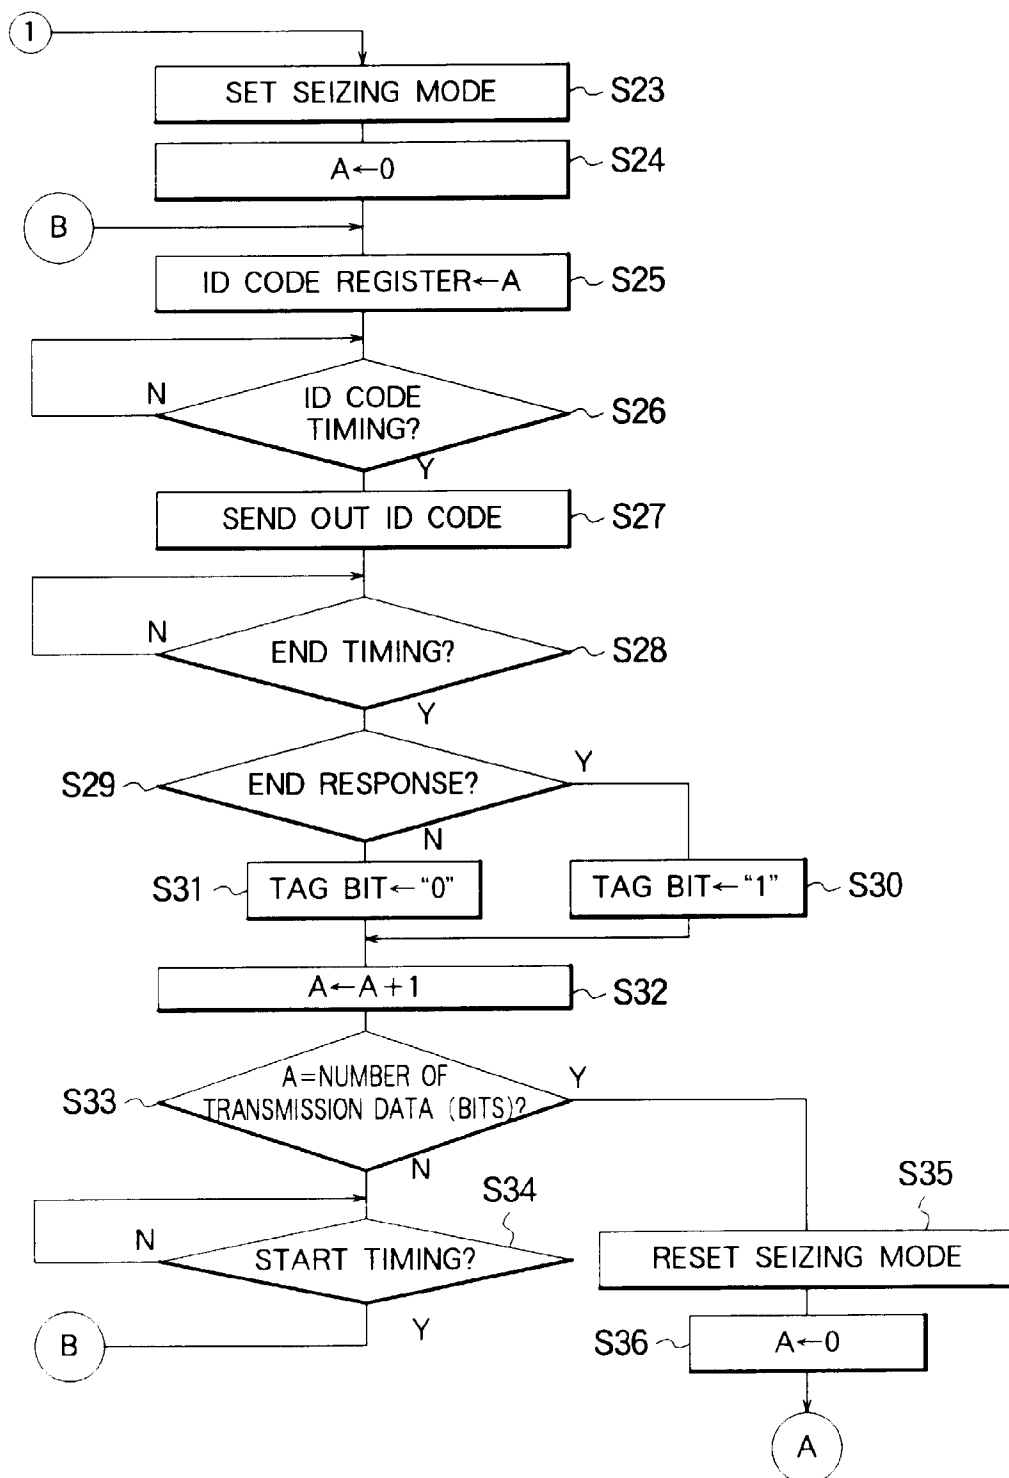 1
SET SEIZING MODE
S23
A←0
S24
B
ID CODE REGISTER←A
S25
N
ID CODE
TIMING?
S26
Y
SEND OUT ID CODE
S27
N
END TIMING?
S28
Y
S29
END RESPONSE?
Y
N
S31
TAG BIT←“0”
TAG BIT←“1”
S30
A←A+1
S32
S33
A=NUMBER OF
TRANSMISSION DATA (BITS)?
Y
N
S34
S35
N
START TIMING?
RESET SEIZING MODE
Y
B
S36
A←0
A